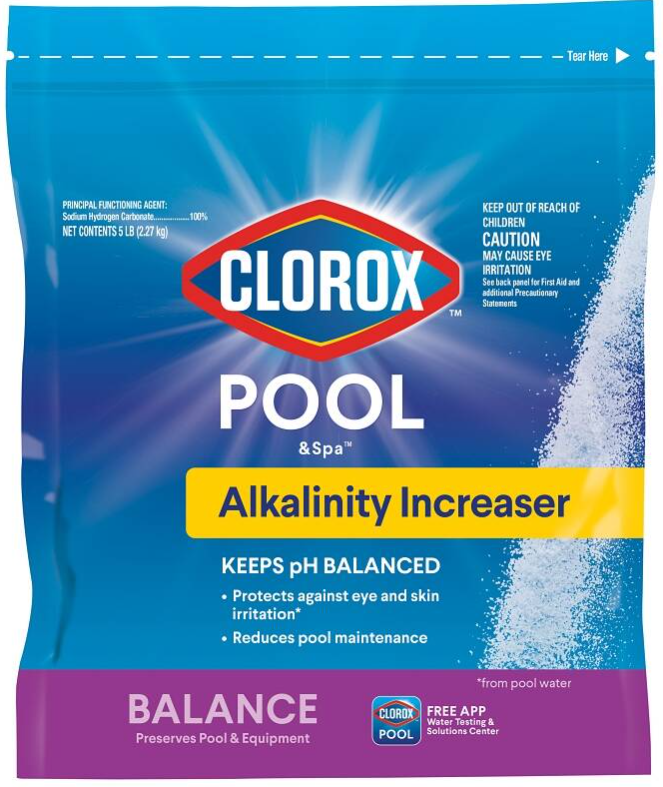 Tear Here
PRINCIPAL FUNCTIONING AGENT:
Sodium Hydrogen Carbonate..................100%
NET CONTENTS 5 LB (2.27 kg)
KEEP OUT OF REACH OF
CHILDREN
CAUTION
MAY CAUSE EYE
IRRITATION
See back panel for First Aid and
additional Precautionary
Statements
CLOROX
™
POOL
&Spa™
Alkalinity Increaser
KEEPS pH BALANCED
• Protects against eye and skin
irritation*
• Reduces pool maintenance
*from pool water
BALANCE
Preserves Pool & Equipment
CLOROX
POOL
FREE APP
Water Testing &
Solutions Center